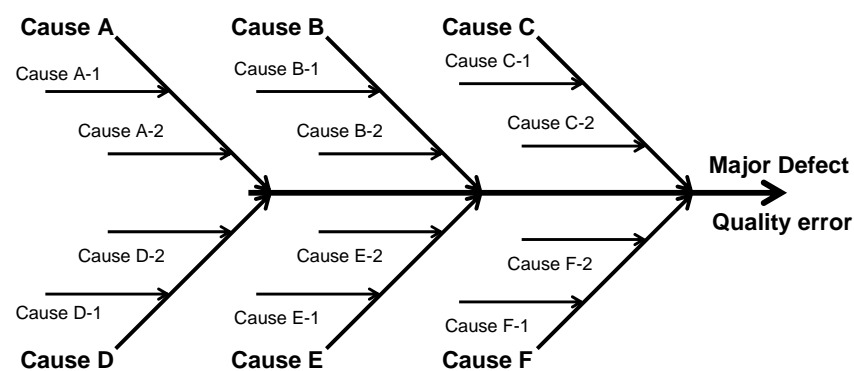 Cause A
Cause B
Cause C
Cause A-1
Cause B-1
Cause C-1
Cause A-2
Cause B-2
Cause C-2
Major Defect
Quality error
Cause D-2
Cause E-2
Cause F-2
Cause D-1
Cause E-1
Cause F-1
Cause D
Cause E
Cause F